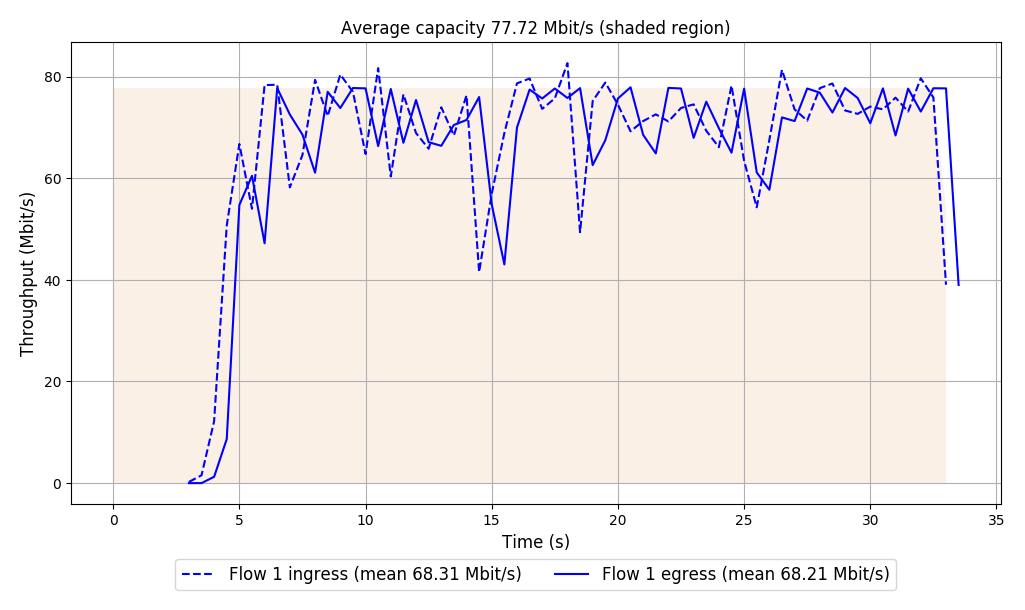 Average capacity 77.72 Mbit/s (shaded region)
Throughput (Mbit/s)
80
60
40
20
0
0 5 10 15 20 25 30 35
Time (s)
Flow 1 ingress (mean 68.31 Mbit/s) Flow 1 egress (mean 68.21 Mbit/s)